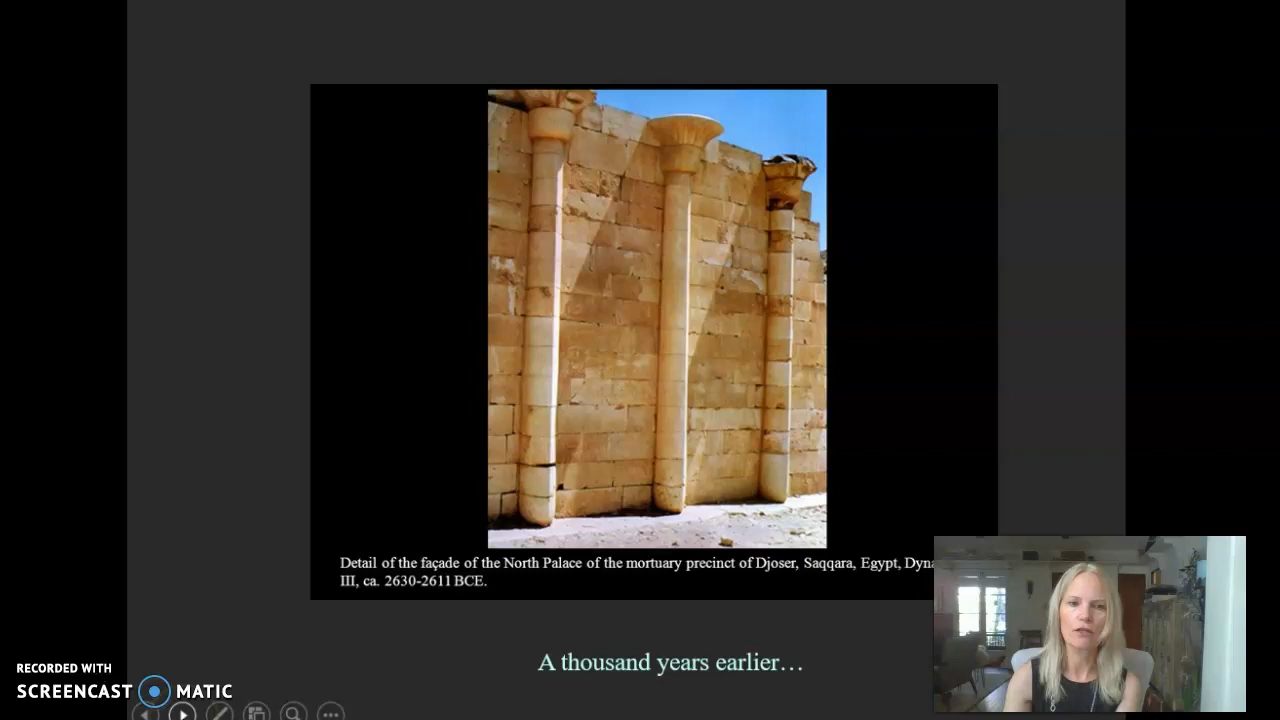 Detail of the façade of the North Palace of the mortuary precinct of Djoser, Saqqara, Egypt,
III, ca. 2630-2611 BCE.
A thousand years earlier…
RECORDED WITH
SCREENCAST MATIC